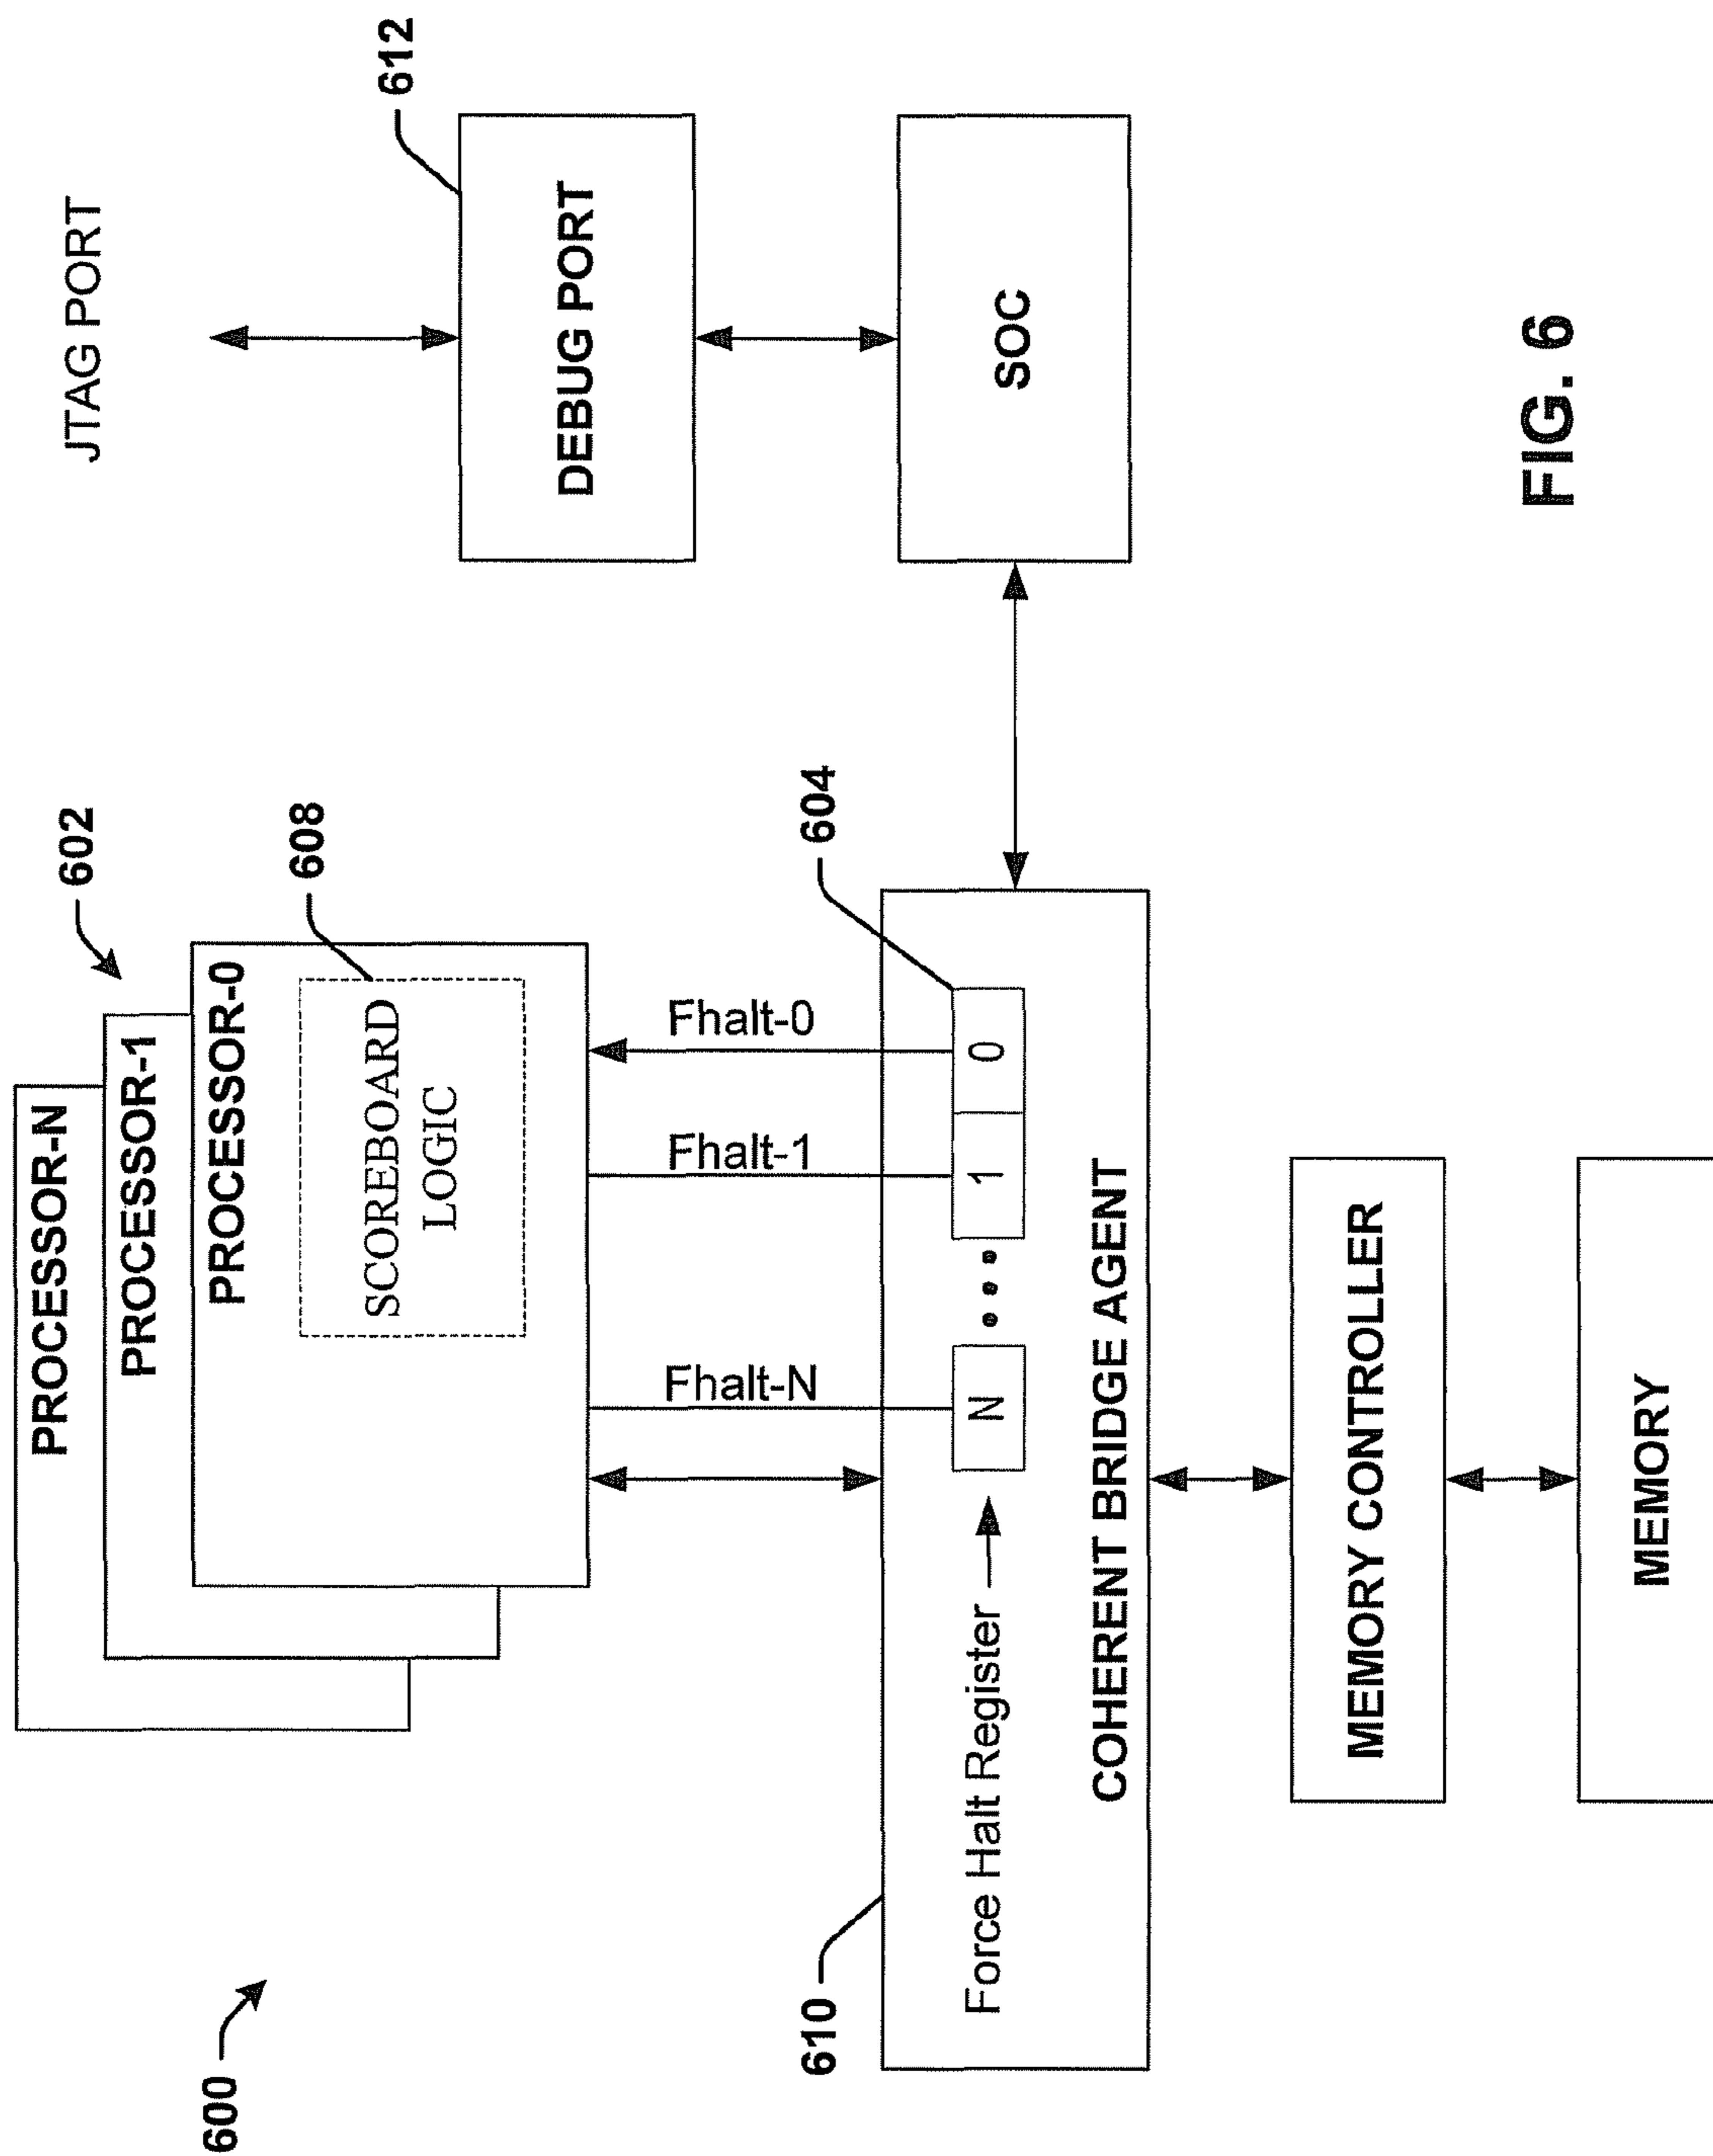 600
602
PROCESSOR-N
PROCESSOR-1
PROCESSOR-0
SCOREBOARD
LOGIC
608
JTAG PORT
612
DEBUG PORT
Fhalt-N
Fhalt-1
Fhalt-0
610
604
Force Halt Register
N
1
0
COHERENT BRIDGE AGENT
SOC
MEMORY CONTROLLER
MEMORY
FIG. 6